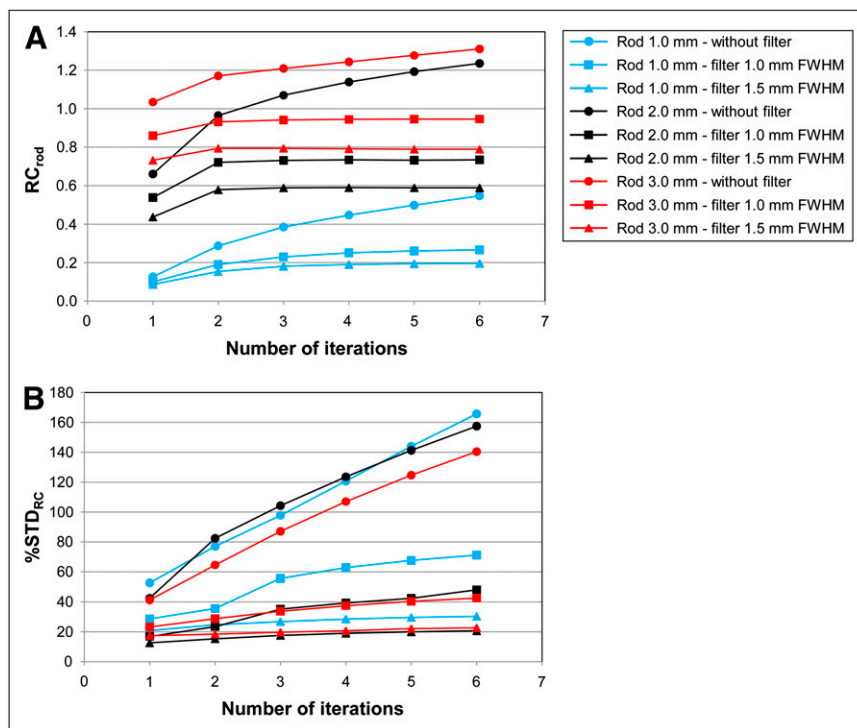 A
1.4
1.2
1.0
0.8
0.6
0.4
0.2
0.0
RCrod
0 1 2 3 4 5 6 7
Number of iterations
Rod 1.0 mm - without filter
Rod 1.0 mm - filter 1.0 mm FWHM
Rod 1.0 mm - filter 1.5 mm FWHM
Rod 2.0 mm - without filter
Rod 2.0 mm - filter 1.0 mm FWHM
Rod 2.0 mm - filter 1.5 mm FWHM
Rod 3.0 mm - without filter
Rod 3.0 mm - filter 1.0 mm FWHM
Rod 3.0 mm - filter 1.5 mm FWHM
B
180
160
140
120
100
80
60
40
20
0
%STDRC
0 1 2 3 4 5 6 7
Number of iterations